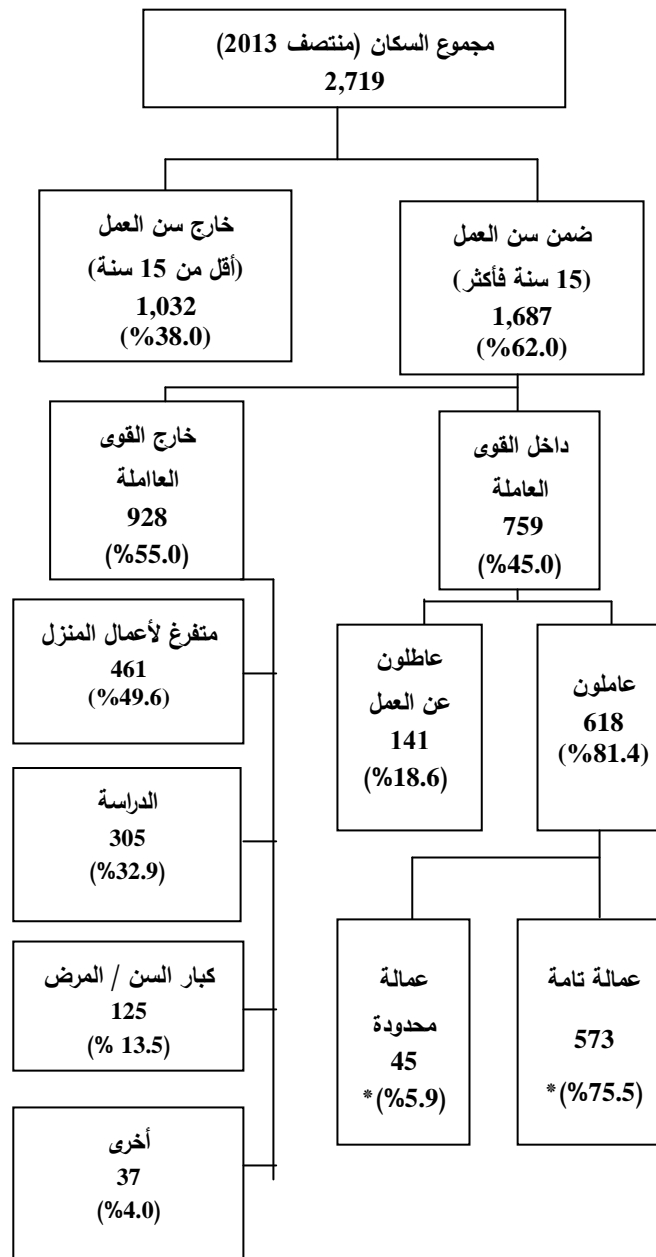 مجموع السكان (منتصف 2013)
2,719
ضمن سن العمل
(15 سنة فأكثر)
1,687
(%62.0)
خارج سن العمل
(أقل من 15 سنة)
1,032
(%38.0)
داخل القوى
العاملة
759
(%45.0)
خارج القوى
العااملة
928
(%55.0)
عاملون
618
(%81.4)
عاطلون
عن العمل
141
(%18.6)
عمالة تامة
573
(%75.5)*
عمالة
محدودة
45
(%5.9)*
متفرغ لأعمال المنزل
461
(%49.6)
الدراسة
305
(%32.9)
كبار السن / المرض
125
(% 13.5)
أخرى
37
(%4.0)